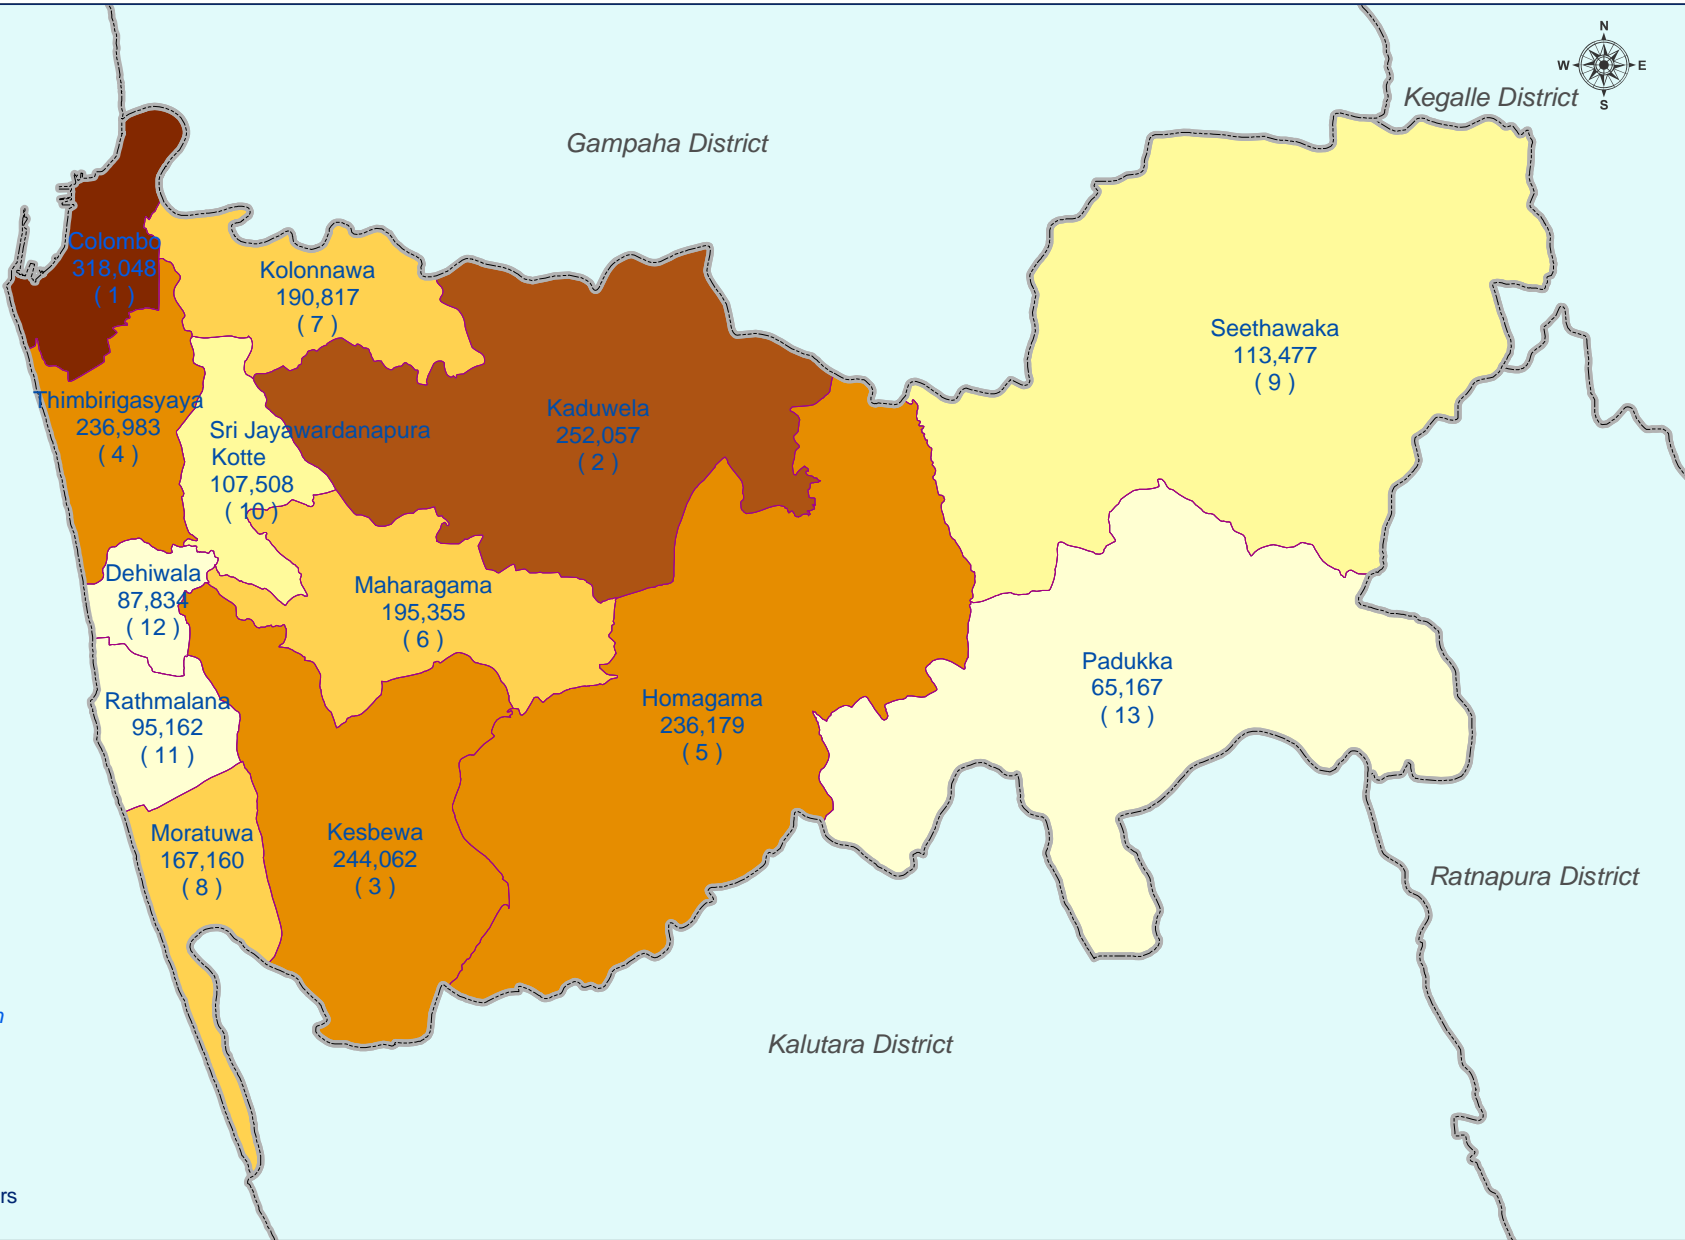 N
W
E
S
Kegalle District
Gampaha District
Colombo
318,048
( 1 )
Kolonnawa
190,817
( 7 )
Seethawaka
113,477
( 9 )
Thimbirigasyaya
236,983
( 4 )
Sri Jayawardanapura
Kotte
107,508
( 10 )
Kaduwela
252,057
( 2 )
Dehiwala
87,834
( 12 )
Maharagama
195,355
( 6 )
Padukka
65,167
( 13 )
Rathmalana
95,162
( 11 )
Homagama
236,179
( 5 )
Moratuwa
167,160
( 8 )
Kesbewa
244,062
( 3 )
Ratnapura District
Kalutara District
rs